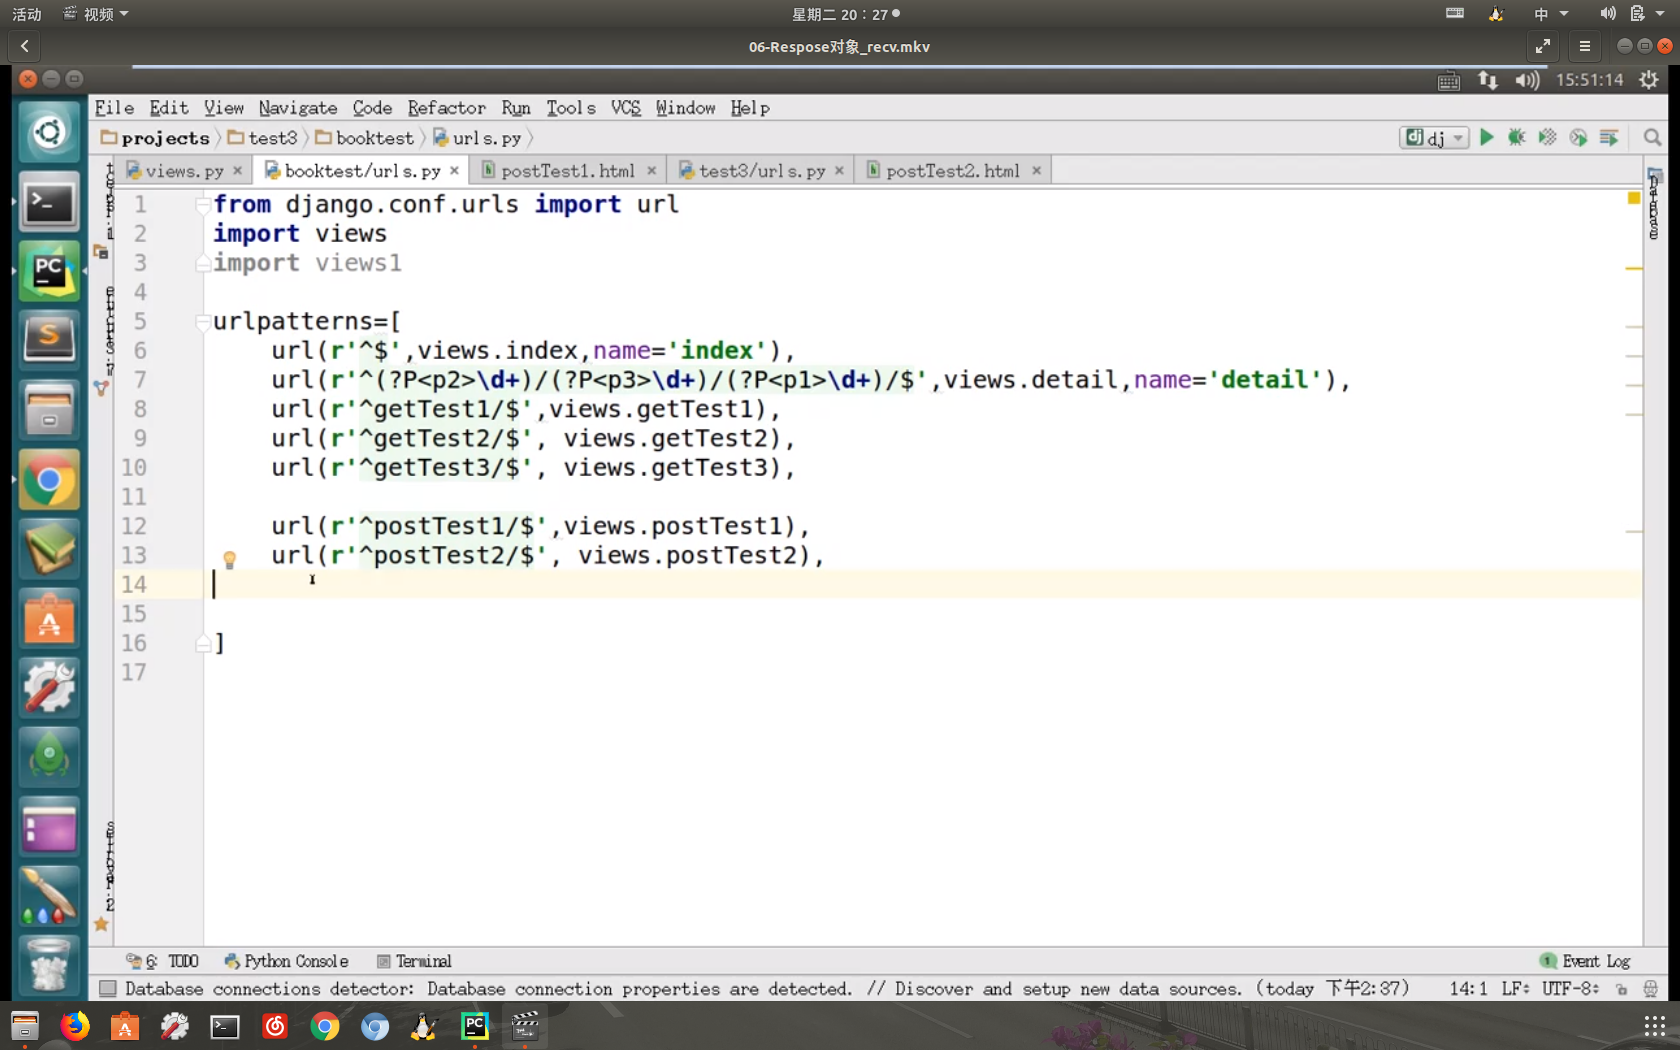 活动 视频 星期二 20：27 中
06-Respose对象_recv.mkv
15:51:14
File Edit View Navigate Code Refactor Run Tools VCS Window Help
projects test3 booktest urls.py dj
views.py booktest/urls.py postTest1.html test3/urls.py postTest2.html
1 from django.conf.urls import url
2 import views
3 import views1
4
5 urlpatterns=[
6 url(r'^$',views.index,name='index'),
7 url(r'^(?P<p2>\d+)/(?P<p3>\d+)/(?P<p1>\d+)/$',views.detail,name='detail'),
8 url(r'^getTest1/$',views.getTest1),
9 url(r'^getTest2/$', views.getTest2),
10 url(r'^getTest3/$', views.getTest3),
11
12 url(r'^postTest1/$',views.postTest1),
13 url(r'^postTest2/$', views.postTest2),
14
15
16 ]
17
6: TODO Python Console Terminal 1 Event Log
Database connections detector: Database connection properties are detected. // Discover and setup new data sources. (today 下午2:37) 14:1 LF÷ UTF-8÷